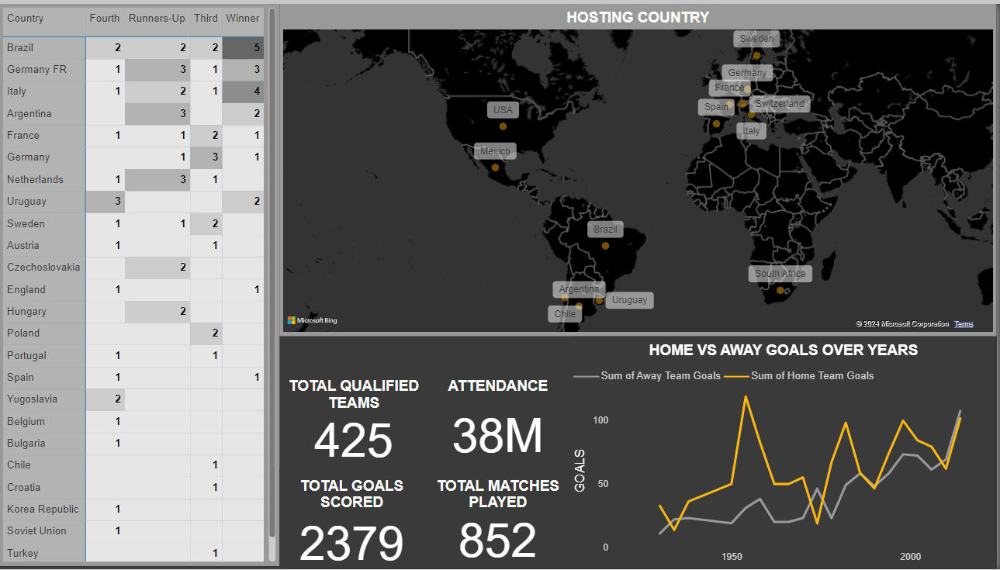 Country Fourth Runners-Up Third Winner
Brazil 2 2 2 5
Germany FR 1 3 1 3
Italy 1 2 1 4
Argentina 3 2
France 1 1 2 1
Germany 1 3 1
Netherlands 1 3 1
Uruguay 3 2
Sweden 1 1 2
Austria 1 1
Czechoslovakia 2
England 1 1
Hungary 2
Poland 2
Portugal 1 1
Spain 1 1
Yugoslavia 2
Belgium 1
Bulgaria 1
Chile 1
Croatia 1
Korea Republic 1
Soviet Union 1
Turkey 1
HOSTING COUNTRY
Sweden
Germany
France
Switzerland
Spain
USA
Italy
Mexico
Brazil
South Africa
Argentina
Uruguay
Chile
Microsoft Bing
© 2024 Microsoft Corporation Terms
TOTAL QUALIFIED
TEAMS
425
ATTENDANCE
38M
TOTAL GOALS
SCORED
2379
TOTAL MATCHES
PLAYED
852
HOME VS AWAY GOALS OVER YEARS
Sum of Away Team Goals Sum of Home Team Goals
100
50
0
GOALS
1950 2000